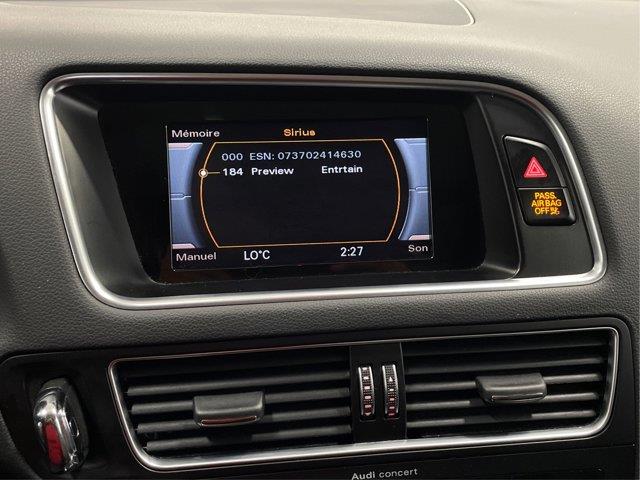 Mémoire Sirius
000 ESN: 073702414630
184 Preview Entrtain
Manuel LO°C 2:27 Son
PASS.
AIR BAG
OFF
Audi concert